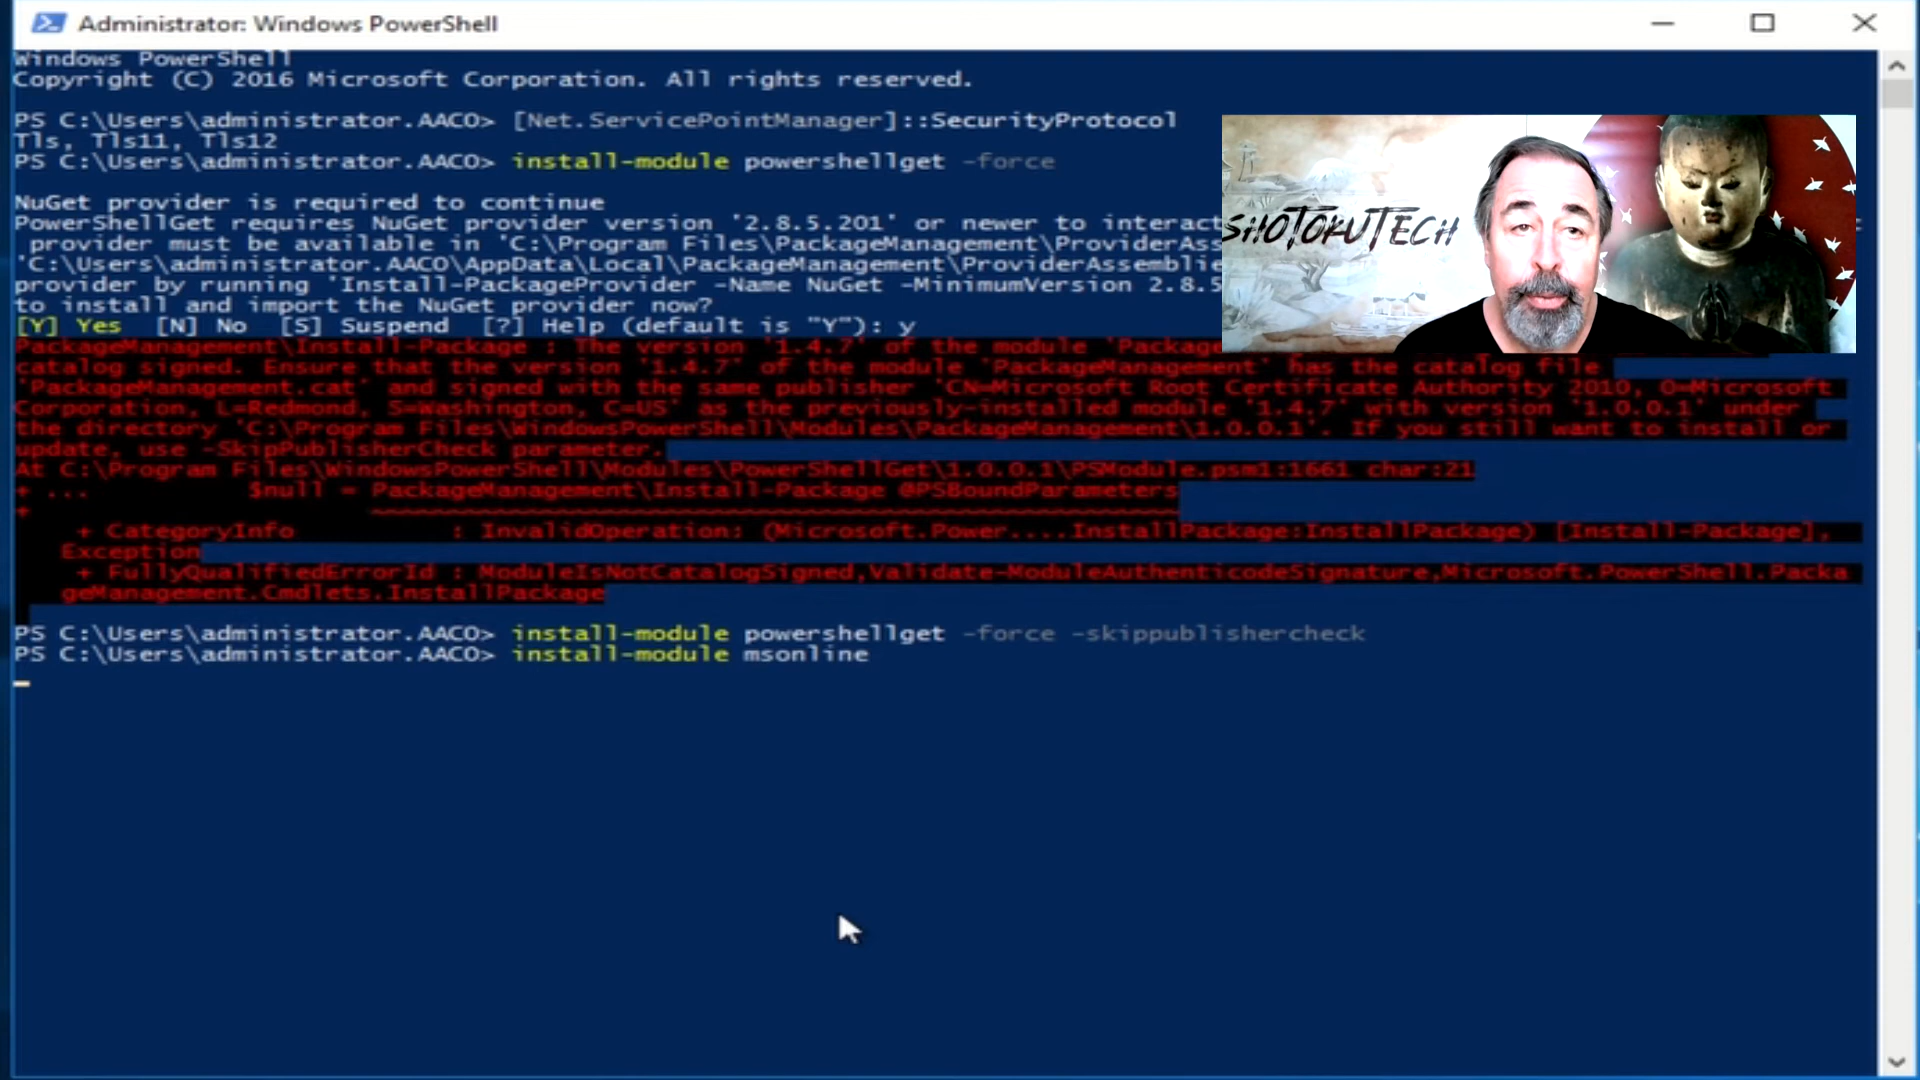 Administrator: Windows PowerShell
Windows PowerShell
Copyright (C) 2016 Microsoft Corporation. All rights reserved.
PS C:\Users\administrator.AACO> [Net.ServicePointManager]::SecurityProtocol
Tls, Tls11, Tls12
PS C:\Users\administrator.AACO> install-module powershellget -force
NuGet provider is required to continue
PowerShellGet requires NuGet provider version '2.8.5.201' or newer to interact
provider must be available in 'C:\Program Files\PackageManagement\ProviderAss
'C:\Users\administrator.AACO\AppData\Local\PackageManagement\ProviderAssemblie
provider by running 'Install-PackageProvider -Name NuGet -MinimumVersion 2.8.5
to install and import the NuGet provider now?
[Y] Yes [N] No [S] Suspend [?] Help (default is "Y"): y
PackageManagement\Install-Package : The version '1.4.7' of the module 'Package
catalog signed. Ensure that the version '1.4.7' of the module 'PackageManagement' has the catalog file
'PackageManagement.cat' and signed with the same publisher 'CN=Microsoft Root Certificate Authority 2010, O=Microsoft
Corporation, L=Redmond, S=Washington, C=US' as the previously-installed module '1.4.7' with version '1.0.0.1' under
the directory 'C:\Program Files\WindowsPowerShell\Modules\PackageManagement\1.0.0.1'. If you still want to install or
update, use -SkipPublisherCheck parameter.
At C:\Program Files\WindowsPowerShell\Modules\PowerShellGet\1.0.0.1\PSModule.psm1:1661 char:21
+ ... $null = PackageManagement\Install-Package @PSBoundParameters
+ ~~~~~~~~~~~~~~~~~~~~~~~~~~~~~~~~~~~~~~~~~~~~~~~~~~~~
+ CategoryInfo : InvalidOperation: (Microsoft.Power....InstallPackage:InstallPackage) [Install-Package],
Exception
+ FullyQualifiedErrorId : ModuleIsNotCatalogSigned,Validate-ModuleAuthenticodeSignature,Microsoft.PowerShell.Packa
geManagement.Cmdlets.InstallPackage
PS C:\Users\administrator.AACO> install-module powershellget -force -skippublishercheck
PS C:\Users\administrator.AACO> install-module msonline
SHOTOKUTECH